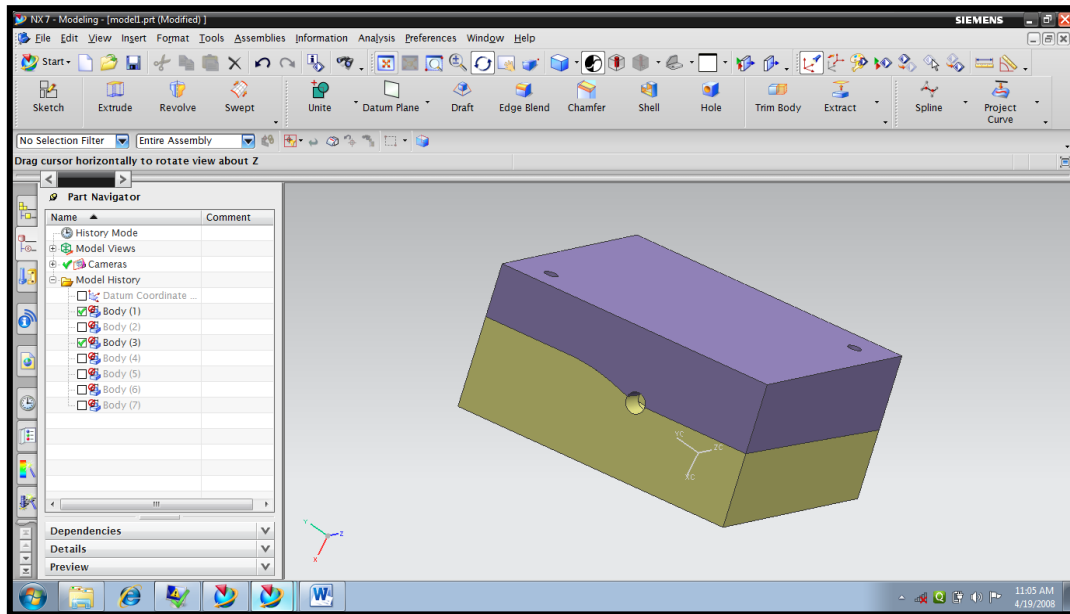 NX 7 - Modeling - [model1.prt (Modified) ]
SIEMENS
File Edit View Insert Format Tools Assemblies Information Analysis Preferences Window Help
Start
Sketch Extrude Revolve Swept Unite Datum Plane Draft Edge Blend Chamfer Shell Hole Trim Body Extract Spline Project Curve
No Selection Filter Entire Assembly
Drag cursor horizontally to rotate view about Z
Part Navigator
Name Comment
History Mode
Model Views
Cameras
Model History
Datum Coordinate ...
Body (1)
Body (2)
Body (3)
Body (4)
Body (5)
Body (6)
Body (7)
YC
ZC
XC
Y
Z
X
Dependencies
Details
Preview
11:05 AM
4/19/2008